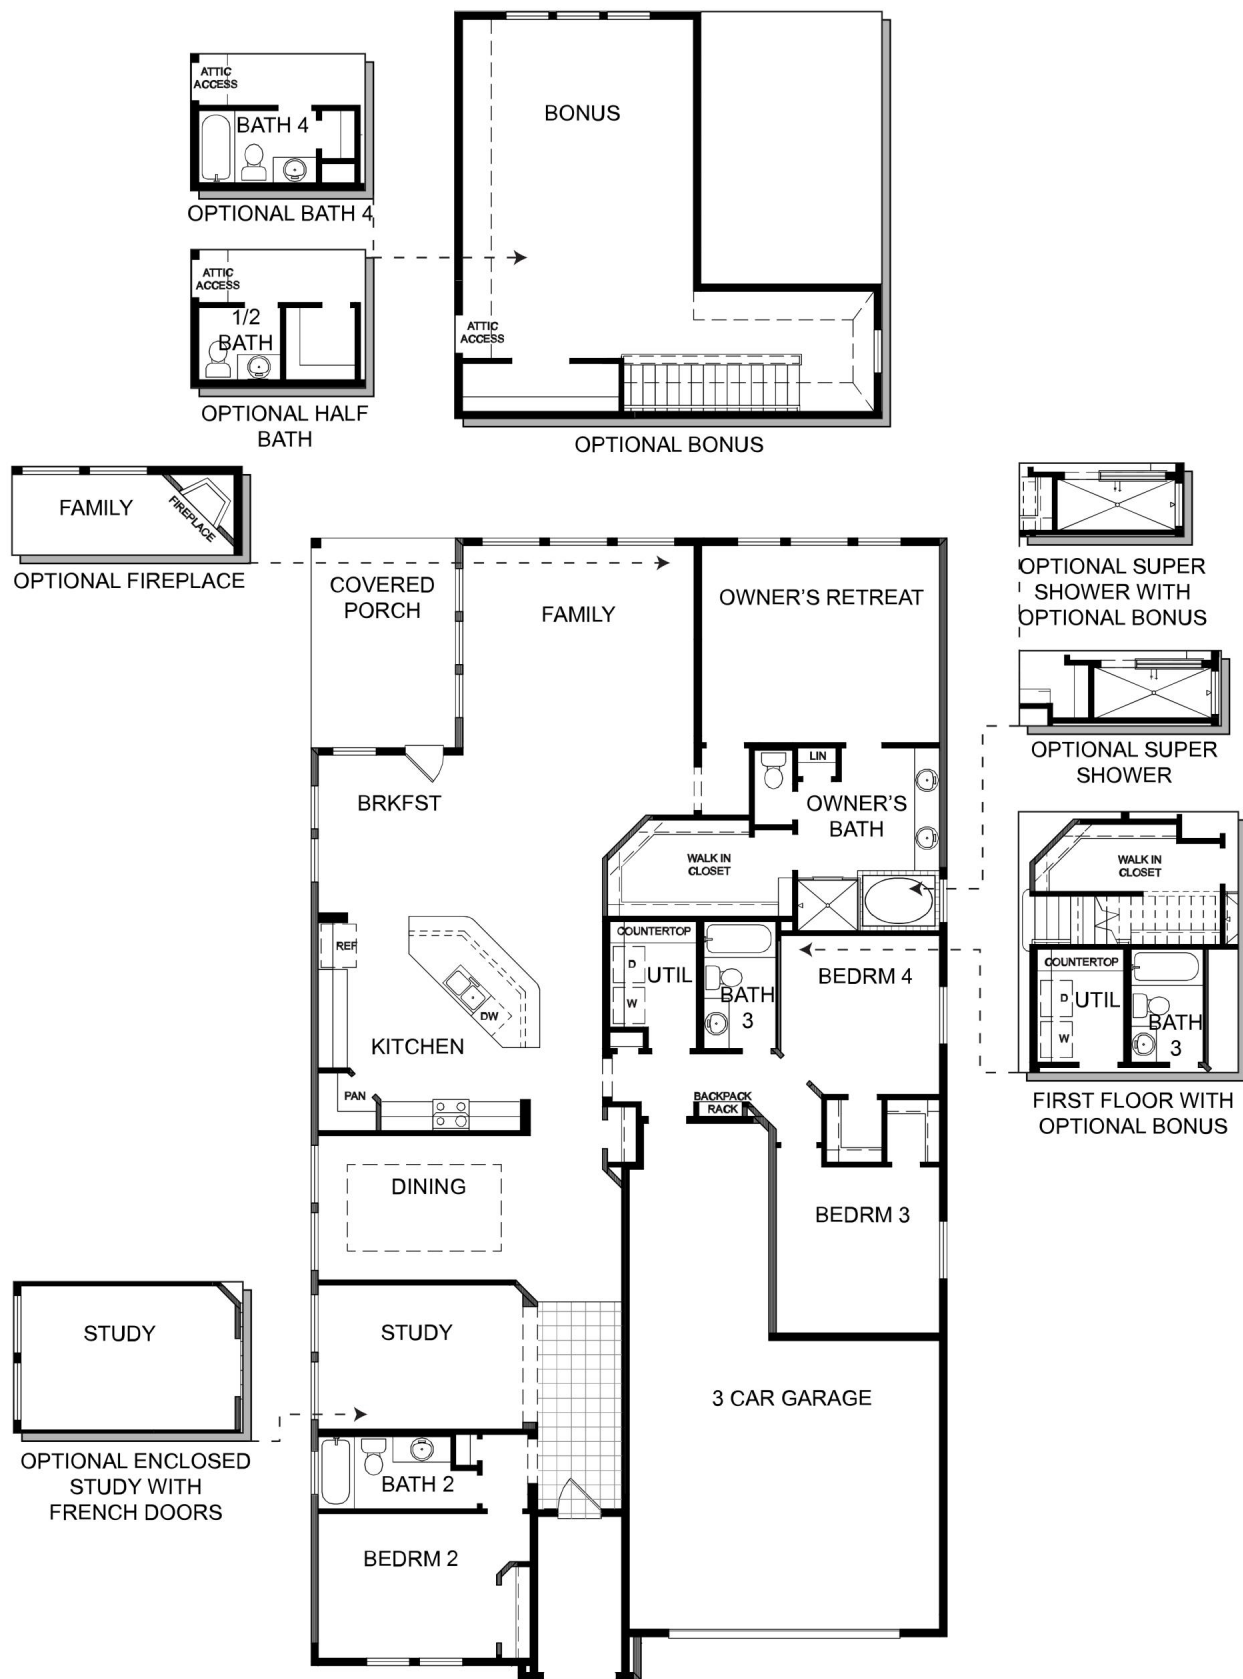 ATTIC
ACCESS
BATH 4
OPTIONAL BATH 4
ATTIC
ACCESS
1/2
BATH
OPTIONAL HALF
BATH
BONUS
ATTIC
ACCESS
OPTIONAL BONUS
FAMILY
FIREPLACE
OPTIONAL FIREPLACE
COVERED
PORCH
FAMILY
OWNER'S RETREAT
OPTIONAL SUPER
SHOWER WITH
OPTIONAL BONUS
OPTIONAL SUPER
SHOWER
LIN
BRKFST
OWNER'S
BATH
WALK IN
CLOSET
WALK IN
CLOSET
COUNTERTOP
REF
D
UTIL
W
BATH
3
BEDRM 4
DW
KITCHEN
COUNTERTOP
D
UTIL
W
BATH
3
FIRST FLOOR WITH
OPTIONAL BONUS
PAN
BACKPACK
RACK
DINING
BEDRM 3
STUDY
OPTIONAL ENCLOSED
STUDY WITH
FRENCH DOORS
STUDY
3 CAR GARAGE
BATH 2
BEDRM 2